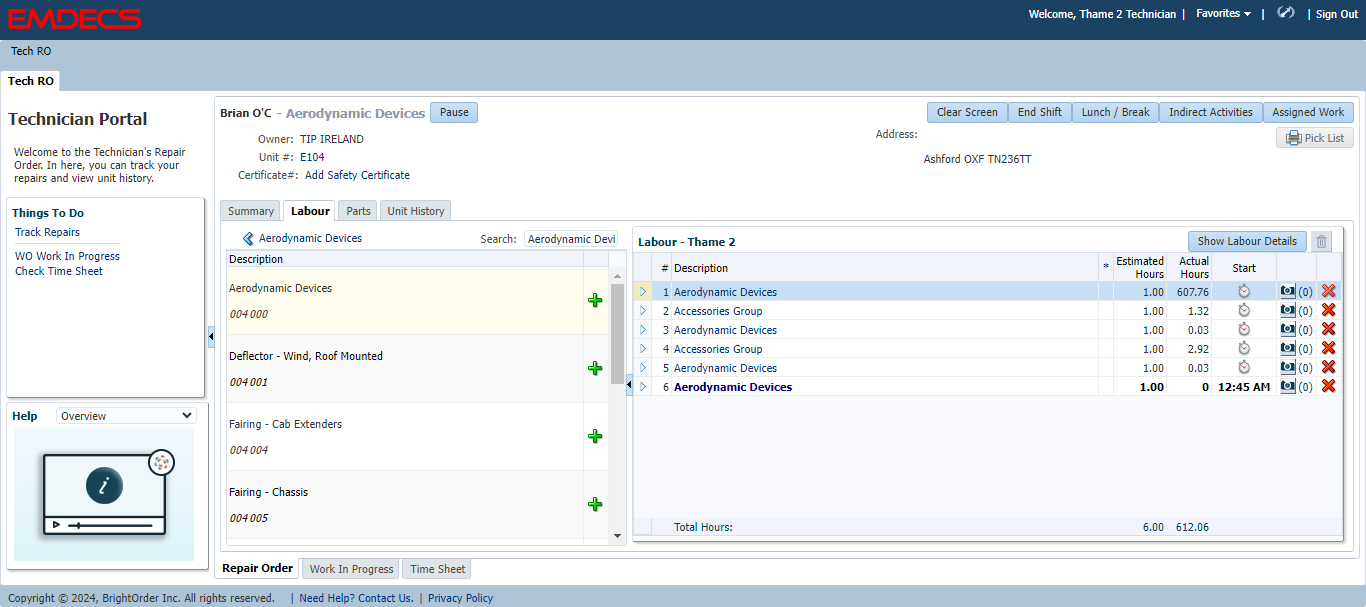 EMDECS
Welcome, Thame 2 Technician | Favorites | | Sign Out
Tech RO
Tech RO
Technician Portal
Welcome to the Technician's Repair
Order. In here, you can track your
repairs and view unit history.
Things To Do
Track Repairs
WO Work In Progress
Check Time Sheet
Help Overview
i
Brian O'C - Aerodynamic Devices Pause
Clear Screen End Shift Lunch / Break Indirect Activities Assigned Work
Pick List
Owner: TIP IRELAND
Unit #: E104
Certificate#: Add Safety Certificate
Address:
Ashford OXF TN236TT
Summary Labour Parts Unit History
Aerodynamic Devices Search: Aerodynamic Devi
Description
Aerodynamic Devices
004 000
Deflector - Wind, Roof Mounted
004 001
Fairing - Cab Extenders
004 004
Fairing - Chassis
004 005
Labour - Thame 2 Show Labour Details
# Description * Estimated Hours Actual Hours Start
1 Aerodynamic Devices 1.00 607.76 (0)
2 Accessories Group 1.00 1.32 (0)
3 Aerodynamic Devices 1.00 0.03 (0)
4 Accessories Group 1.00 2.92 (0)
5 Aerodynamic Devices 1.00 0.03 (0)
6 Aerodynamic Devices 1.00 0 12:45 AM (0)
Total Hours: 6.00 612.06
Repair Order Work In Progress Time Sheet
Copyright © 2024, BrightOrder Inc. All rights reserved. | Need Help? Contact Us. | Privacy Policy